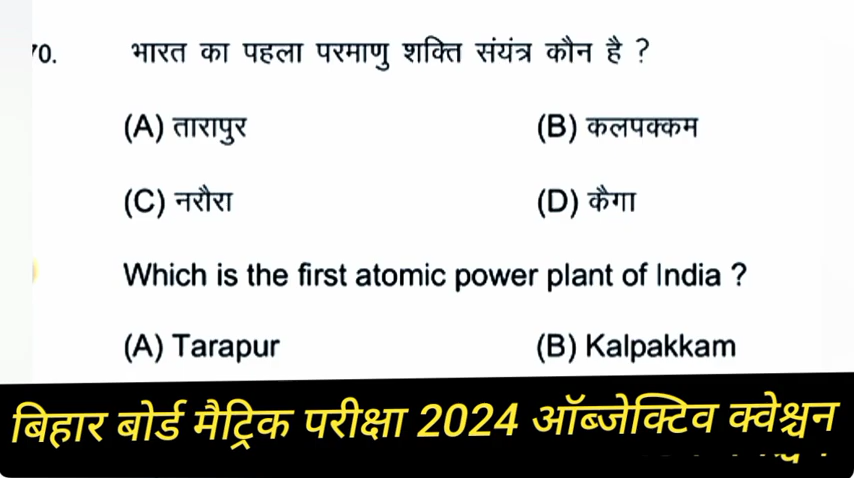 70. भारत का पहला परमाणु शक्ति संयंत्र कौन है ?
(A) तारापुर (B) कलपक्कम
(C) नरौरा (D) कैगा
Which is the first atomic power plant of India ?
(A) Tarapur (B) Kalpakkam
बिहार बोर्ड मैट्रिक परीक्षा 2024 ऑब्जेक्टिव क्वेश्चन